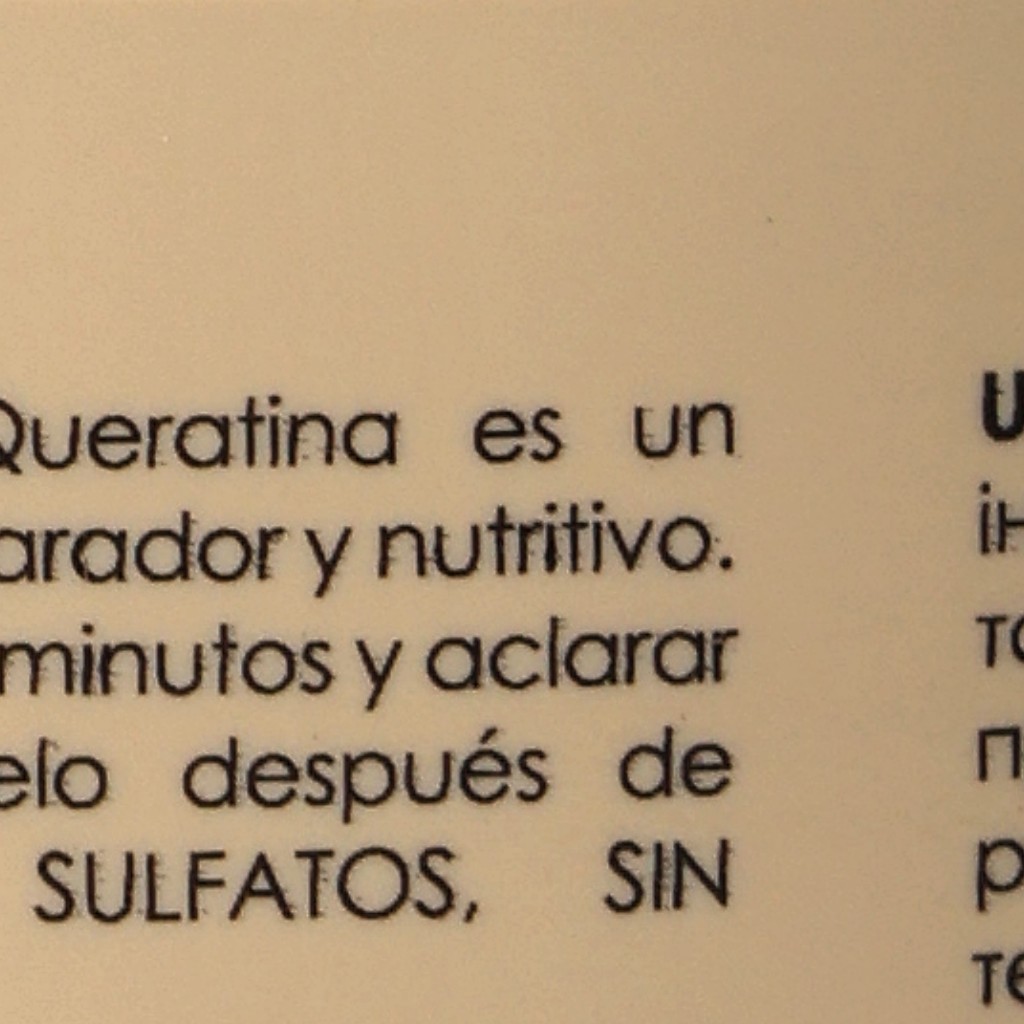 Queratina es un
arador y nutritivo.
minutos y aclarar
elo después de
SULFATOS, SIN